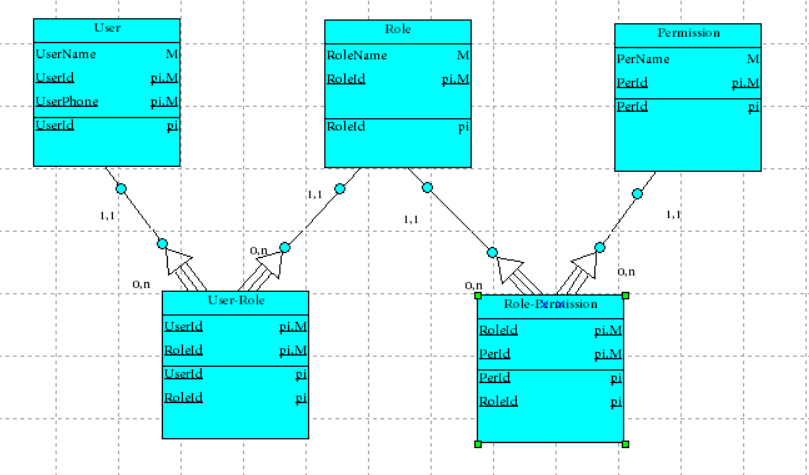 User
UserName M
UserId pi.M
UserPhone pi.M
UserId pi
Role
RoleName M
RoleId pi.M
RoleId pi
Permission
PerName M
PerId pi.M
PerId pi
1,1
1,1
1,1
1,1
0,n
0,n
0,n
0,n
User-Role
UserId pi.M
RoleId pi.M
UserId pi
RoleId pi
Role-Permission
RoleId pi.M
PerId pi.M
PerId pi
RoleId pi